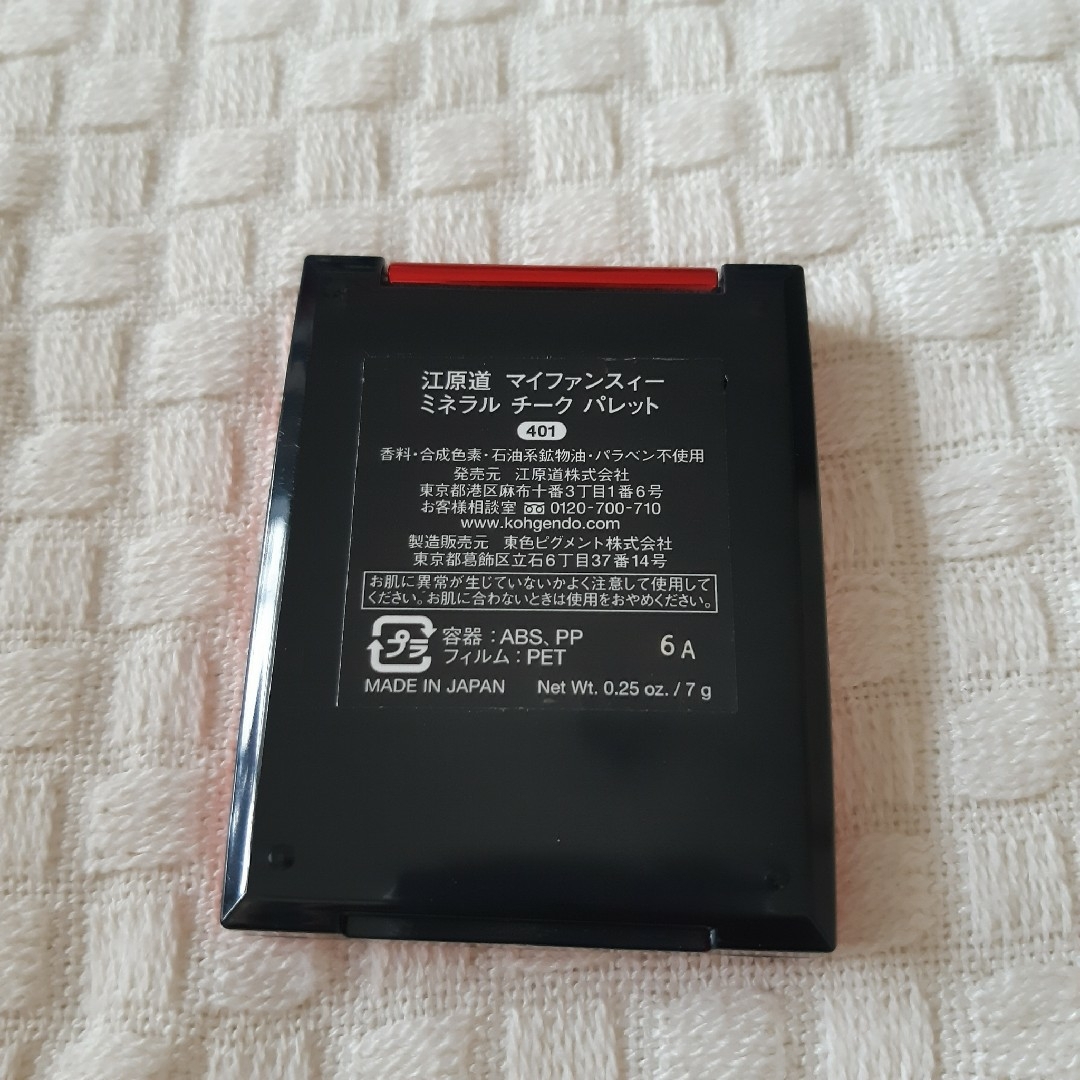 江原道 マイファンスィー
ミネラル チーク パレット
401
香料・合成色素・石油系鉱物油・パラベン不使用
発売元 江原道株式会社
東京都港区麻布十番3丁目1番6号
お客様相談室 0120-700-710
www.kohgendo.com
製造販売元 東色ピグメント株式会社
東京都葛飾区立石6丁目37番14号
お肌に異常が生じていないかよく注意して使用して
ください。お肌に合わないときは使用をおやめください。
プラ 容器：ABS、PP
フィルム：PET
6A
MADE IN JAPAN Net Wt. 0.25 oz. / 7 g